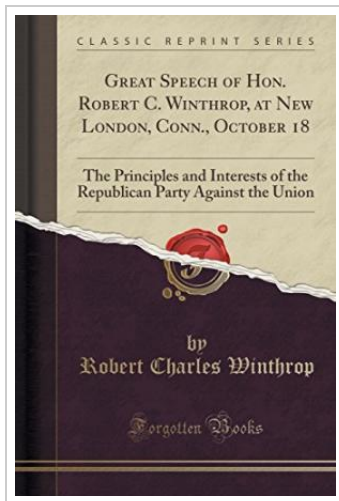 CLASSIC REPRINT SERIES
GREAT SPEECH OF HON.
ROBERT C. WINTHROP, AT NEW
LONDON, CONN., OCTOBER 18
The Principles and Interests of the
Republican Party Against the Union
F
by
Robert Charles Winthrop
Forgotten Books